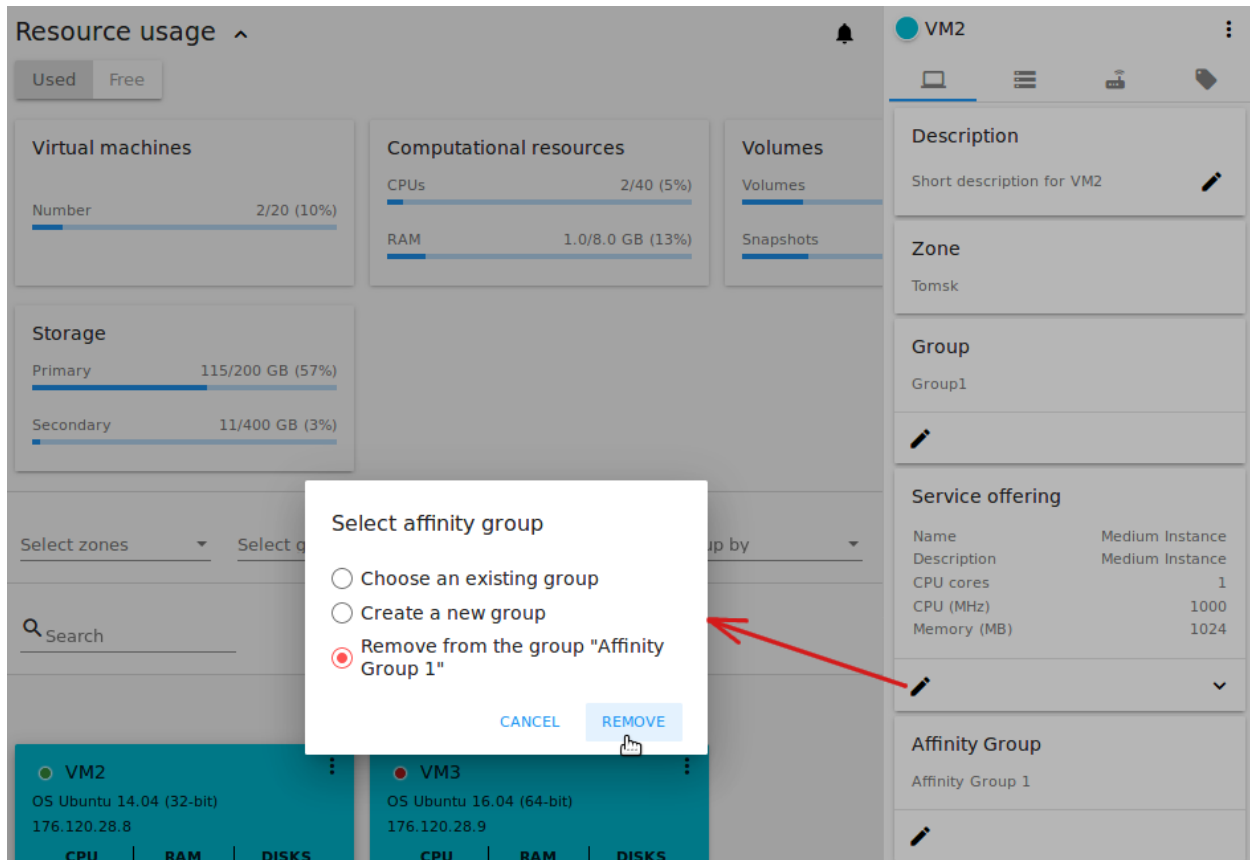 Resource usage
Used Free
Virtual machines
Number 2/20 (10%)
Computational resources
CPUs 2/40 (5%)
RAM 1.0/8.0 GB (13%)
Volumes
Volumes
Snapshots
Storage
Primary 115/200 GB (57%)
Secondary 11/400 GB (3%)
Select zones
Select
by
Search
Select affinity group
Choose an existing group
Create a new group
Remove from the group "Affinity
Group 1"
CANCEL REMOVE
VM2
OS Ubuntu 14.04 (32-bit)
176.120.28.8
CPU RAM DISKS
VM3
OS Ubuntu 16.04 (64-bit)
176.120.28.9
CPU RAM DISKS
VM2
Description
Short description for VM2
Zone
Tomsk
Group
Group1
Service offering
Name Medium Instance
Description Medium Instance
CPU cores 1
CPU (MHz) 1000
Memory (MB) 1024
Affinity Group
Affinity Group 1